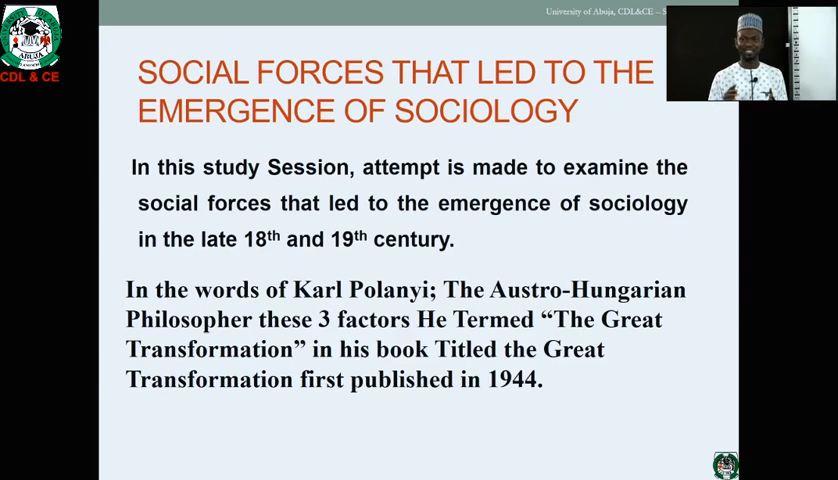 University of Abuja, CDL&CE – S
ABUJA
CDL & CE
SOCIAL FORCES THAT LED TO THE
EMERGENCE OF SOCIOLOGY
In this study Session, attempt is made to examine the
social forces that led to the emergence of sociology
in the late 18th and 19th century.
In the words of Karl Polanyi; The Austro-Hungarian
Philosopher these 3 factors He Termed “The Great
Transformation” in his book Titled the Great
Transformation first published in 1944.